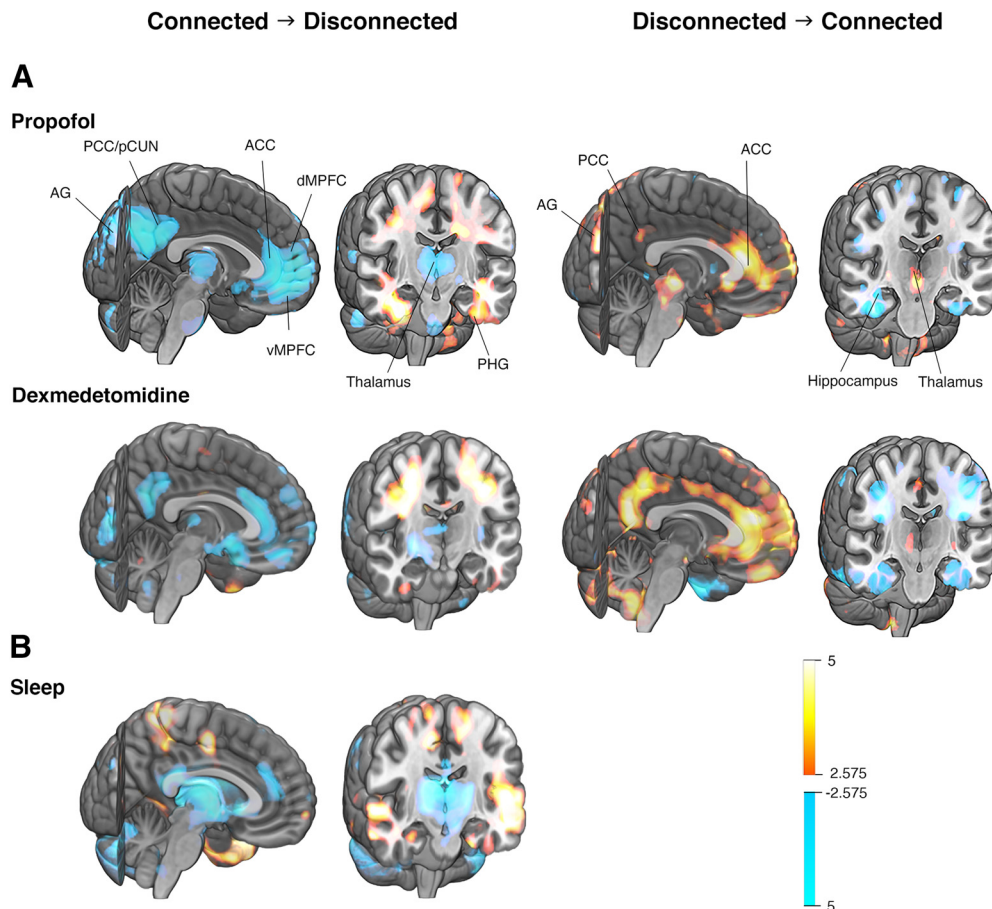 Connected → Disconnected
Disconnected → Connected
A
Propofol
PCC/pCUN
ACC
AG
dMPFC
vMPFC
Thalamus
PHG
PCC
ACC
AG
Hippocampus
Thalamus
Dexmedetomidine
B
Sleep
5
2.575
-2.575
5